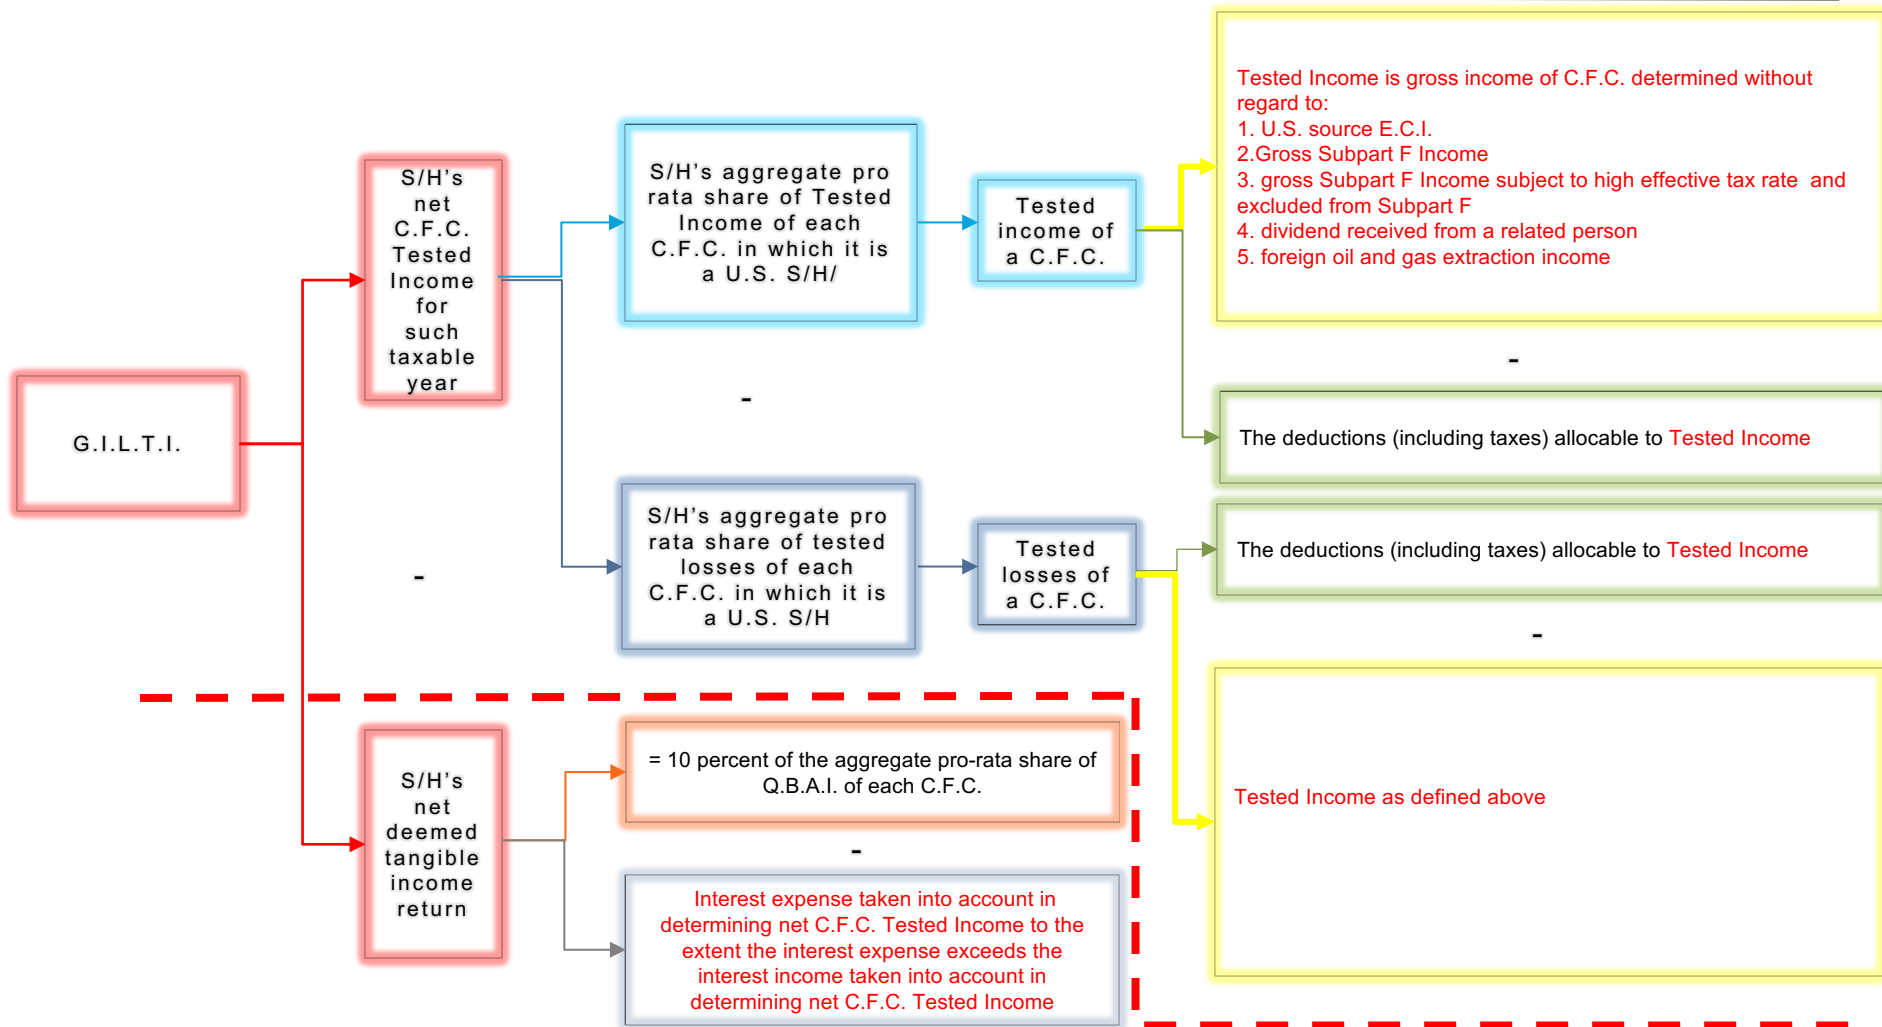 G.I.L.T.I.
S/H's
net
C.F.C.
Tested
Income
for
such
taxable
year
-
S/H's
net
deemed
tangible
income
return
S/H's aggregate pro
rata share of Tested
Income of each
C.F.C. in which it is
a U.S. S/H/
-
S/H's aggregate pro
rata share of tested
losses of each
C.F.C. in which it is
a U.S. S/H
Tested
income of
a C.F.C.
Tested
losses of
a C.F.C.
Tested Income is gross income of C.F.C. determined without
regard to:
1. U.S. source E.C.I.
2.Gross Subpart F Income
3. gross Subpart F Income subject to high effective tax rate  and
excluded from Subpart F
4. dividend received from a related person
5. foreign oil and gas extraction income
-
The deductions (including taxes) allocable to Tested Income
The deductions (including taxes) allocable to Tested Income
-
Tested Income as defined above
= 10 percent of the aggregate pro-rata share of
Q.B.A.I. of each C.F.C.
-
Interest expense taken into account in
determining net C.F.C. Tested Income to the
extent the interest expense exceeds the
interest income taken into account in
determining net C.F.C. Tested Income